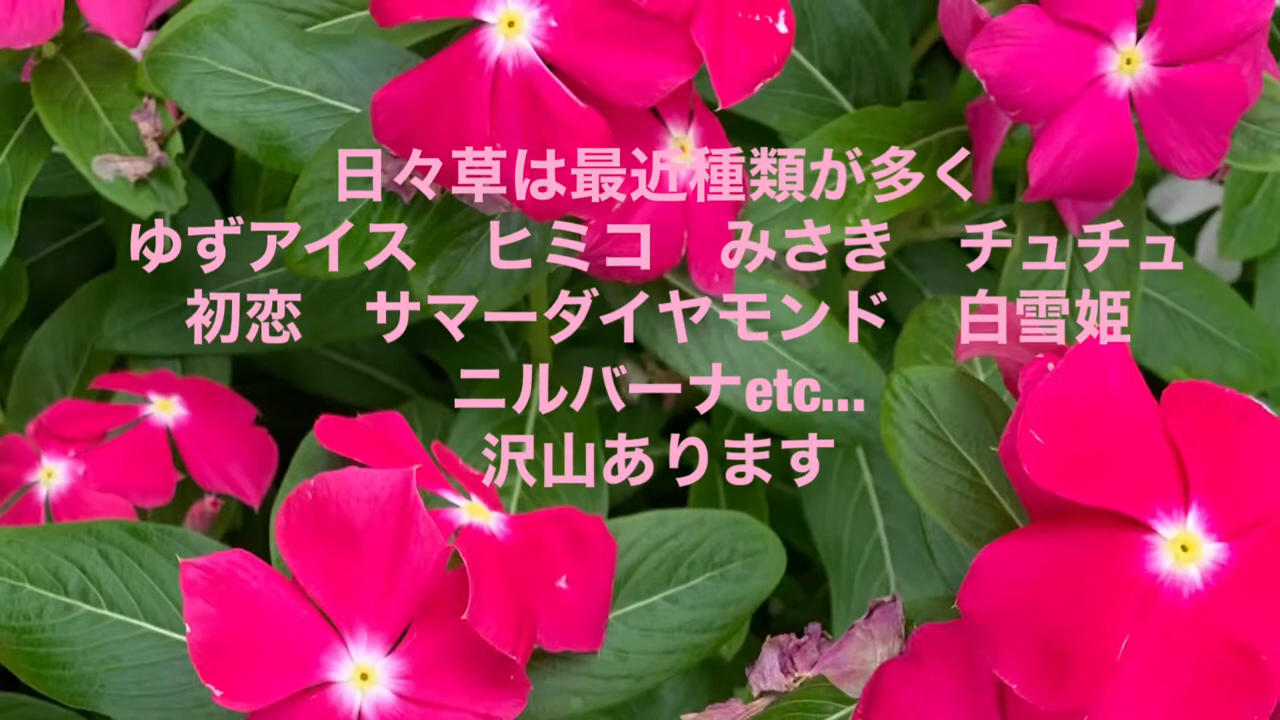 日々草は最近種類が多く
ゆずアイス　ヒミコ　みさき　チュチュ
初恋　サマーダイヤモンド　白雪姫
ニルバーナetc...
沢山あります